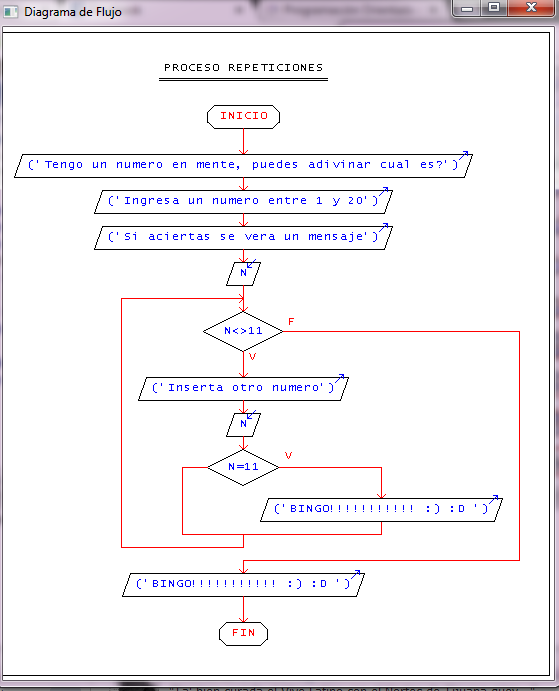 Diagrama de Flujo
PROCESO REPETICIONES
INICIO
('Tengo un numero en mente, puedes adivinar cual es?')
('Ingresa un numero entre 1 y 20')
('Si aciertas se vera un mensaje')
N
N<>11
F
V
('Inserta otro numero')
N
N=11
V
('BINGO!!!!!!!!!!! :) :D ')
('BINGO!!!!!!!!!!! :) :D ')
FIN